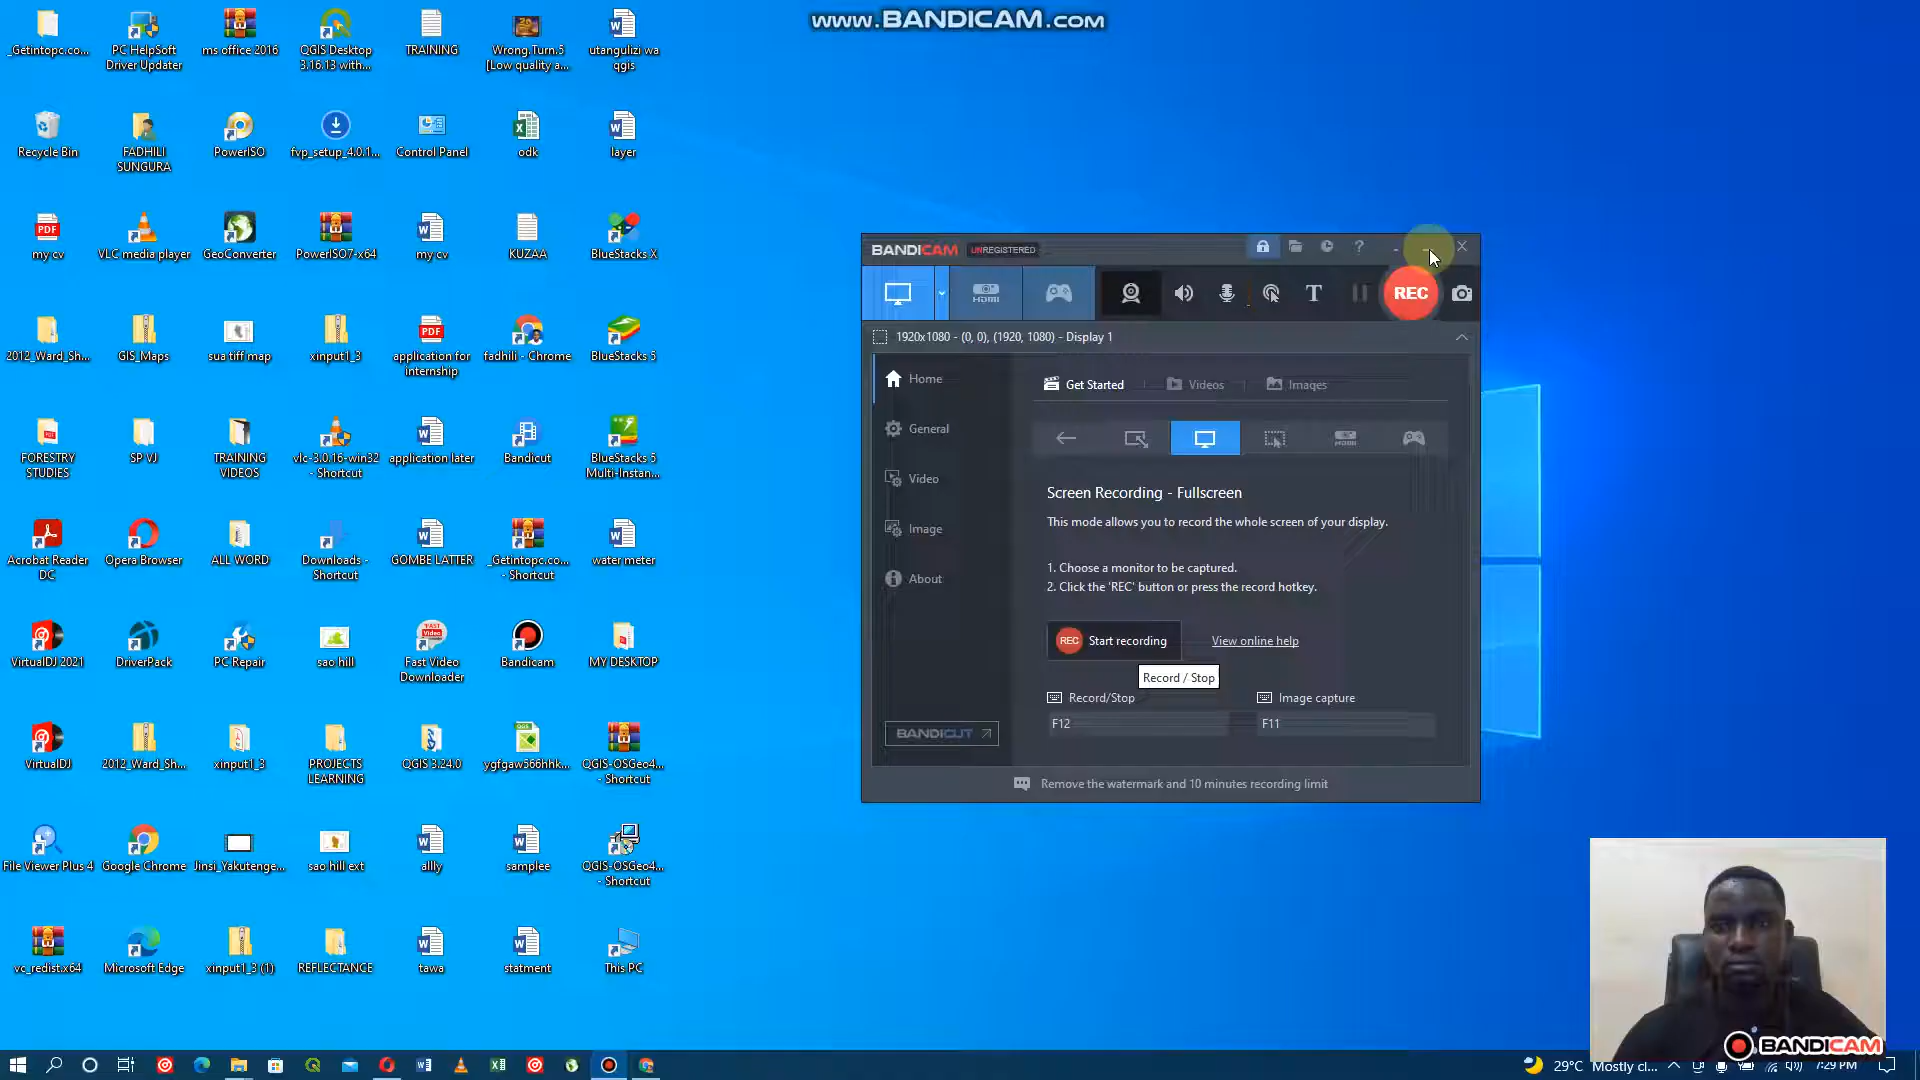 www.BANDICAM.com
_Getintopc.co...
PC HelpSoft
Driver Updater
ms office 2016
QGIS Desktop
3.16.13 with...
TRAINING
Wrong.Turn.5
[Low quality a...
utangulizi wa
qgis
Recycle Bin
FADHILI
SUNGURA
PowerISO
fvp_setup_4.0.1...
Control Panel
odk
layer
my cv
VLC media player
GeoConverter
PowerISO7-x64
my cv
KUZAA
BlueStacks X
2012_Ward_Sh...
GIS_Maps
sua tiff map
xinput1_3
application for
internship
fadhili - Chrome
BlueStacks 5
FORESTRY
STUDIES
SP VJ
TRAINING
VIDEOS
vlc-3.0.16-win32
- Shortcut
application later
Bandicut
BlueStacks 5
Multi-Instan...
Acrobat Reader
DC
Opera Browser
ALL WORD
Downloads -
Shortcut
GOMBE LATTER
_Getintopc.co...
- Shortcut
water meter
VirtualDJ 2021
DriverPack
PC Repair
sao hill
Fast Video
Downloader
Bandicam
MY DESKTOP
VirtualDJ
2012_Ward_Sh...
xinput1_3
PROJECTS
LEARNING
QGIS 3.24.0
ygfgaw566hhk...
QGIS-OSGeo4...
- Shortcut
File Viewer Plus 4
Google Chrome
Jinsi_Yakutenge...
sao hill ext
allly
samplee
QGIS-OSGeo4...
- Shortcut
vc_redist.x64
Microsoft Edge
xinput1_3 (1)
REFLECTANCE
tawa
statment
This PC
BANDICAM UNREGISTERED
HDMI
T
REC
1920x1080 - (0, 0), (1920, 1080) - Display 1
Home
General
Video
Image
About
BANDICUT
Get Started
Videos
Images
Screen Recording - Fullscreen
This mode allows you to record the whole screen of your display.
1. Choose a monitor to be captured.
2. Click the 'REC' button or press the record hotkey.
REC Start recording
View online help
Record / Stop
Record/Stop
Image capture
F12
F11
Remove the watermark and 10 minutes recording limit
BANDICAM
29°C Mostly cl...
7:29 PM